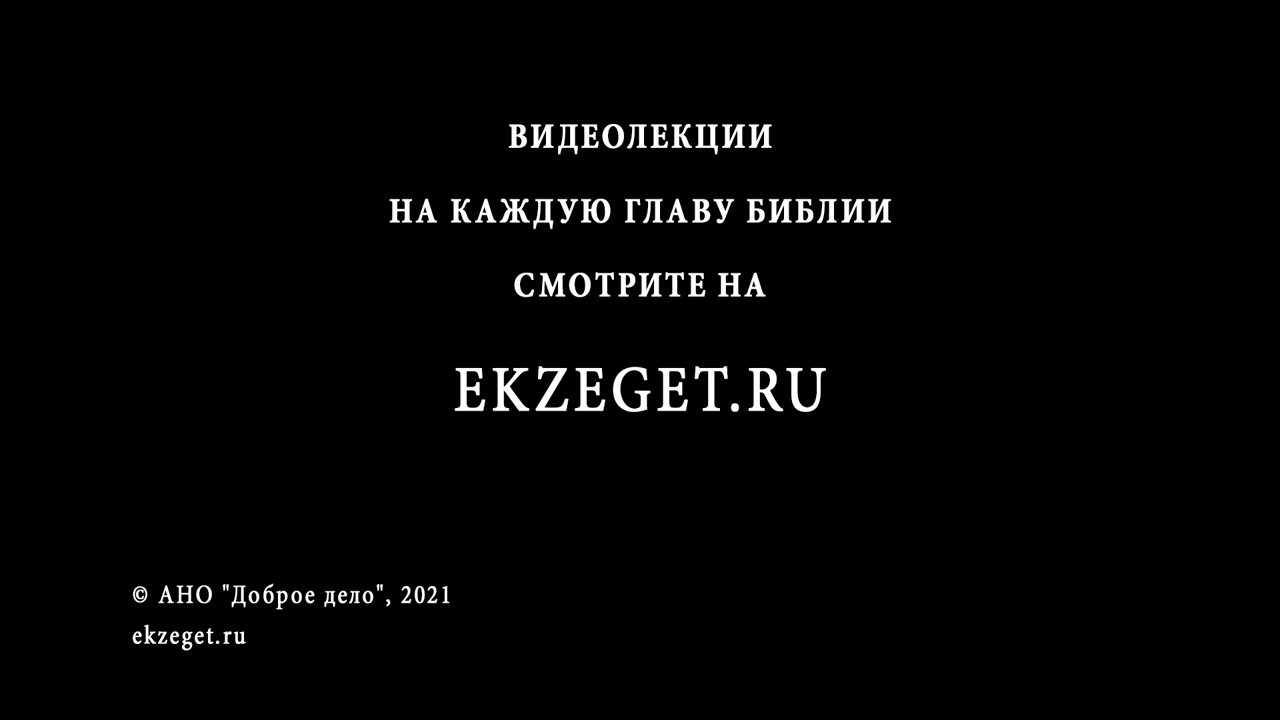 ВИДЕОЛЕКЦИИ
НА КАЖДУЮ ГЛАВУ БИБЛИИ
СМОТРИТЕ НА
EKZEGET.RU
© АНО "Доброе дело", 2021
ekzeget.ru